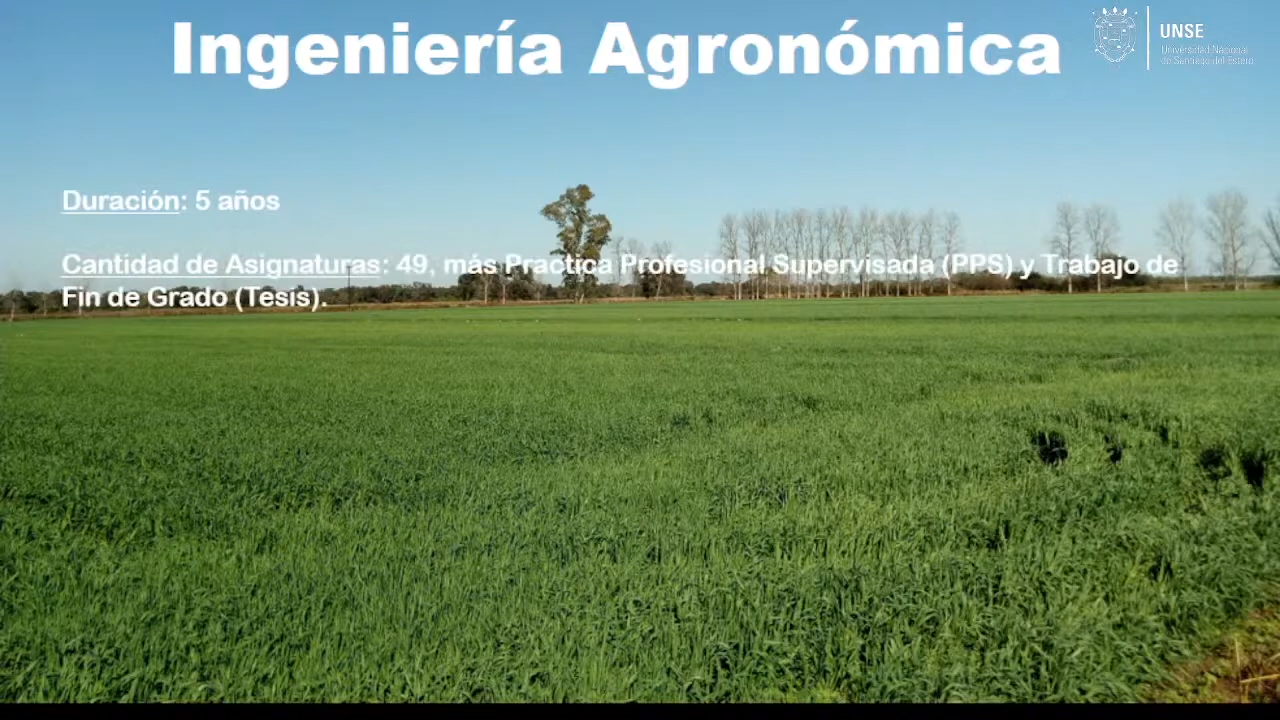 Ingeniería Agronómica
UNSE
Universidad Nacional
de Santiago del Estero
Duración: 5 años
Cantidad de Asignaturas: 49, más Practica Profesional Supervisada (PPS) y Trabajo de
Fin de Grado (Tesis).